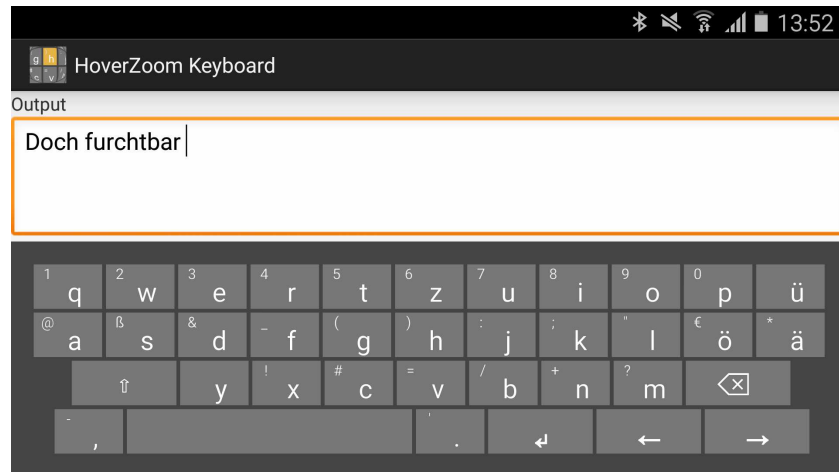 13:52
HoverZoom Keyboard
Output
Doch furchtbar
1 q 2 w 3 e 4 r 5 t 6 z 7 u 8 i 9 o 0 p ü
@ a ß s & d - f ( g ) h : j ; k " l € ö * ä
⇧ y ! x # c = v / b + n ? m ⌫
- , ' . ↵ ← →